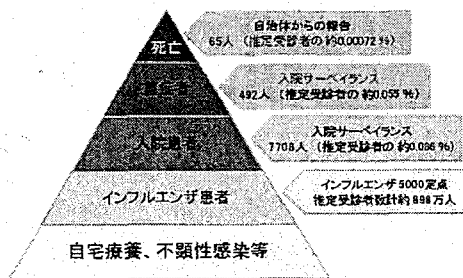 死亡
自治体からの報告
65人（推定受診者の約0.00072％）
重症者
入院サーベイランス
492人（推定受診者の約0.055％）
入院患者
入院サーベイランス
7708人（推定受診者の約0.086％）
インフルエンザ患者
インフルエンザ5000定点
推定受診者数計約898万人
自宅療養、不顕性感染等